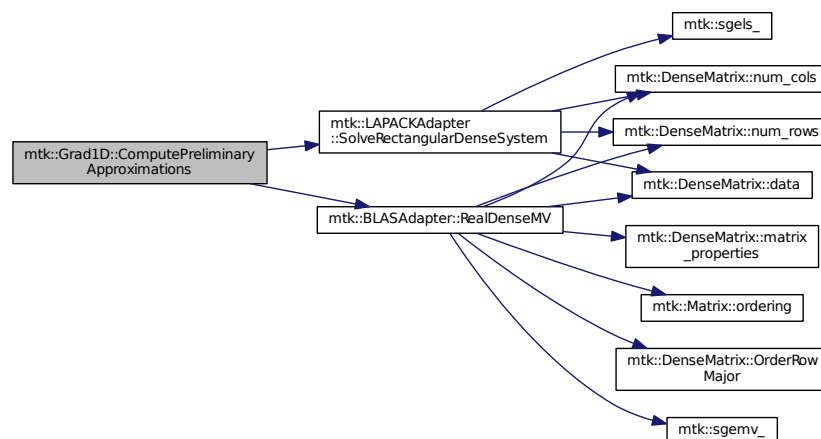 mtk::sgels_
mtk::DenseMatrix::num_cols
mtk::LAPACKAdapter
::SolveRectangularDenseSystem
mtk::DenseMatrix::num_rows
mtk::Grad1D::ComputePreliminary
Approximations
mtk::DenseMatrix::data
mtk::BLASAdapter::RealDenseMV
mtk::DenseMatrix::matrix
_properties
mtk::Matrix::ordering
mtk::DenseMatrix::OrderRow
Major
mtk::sgemv_